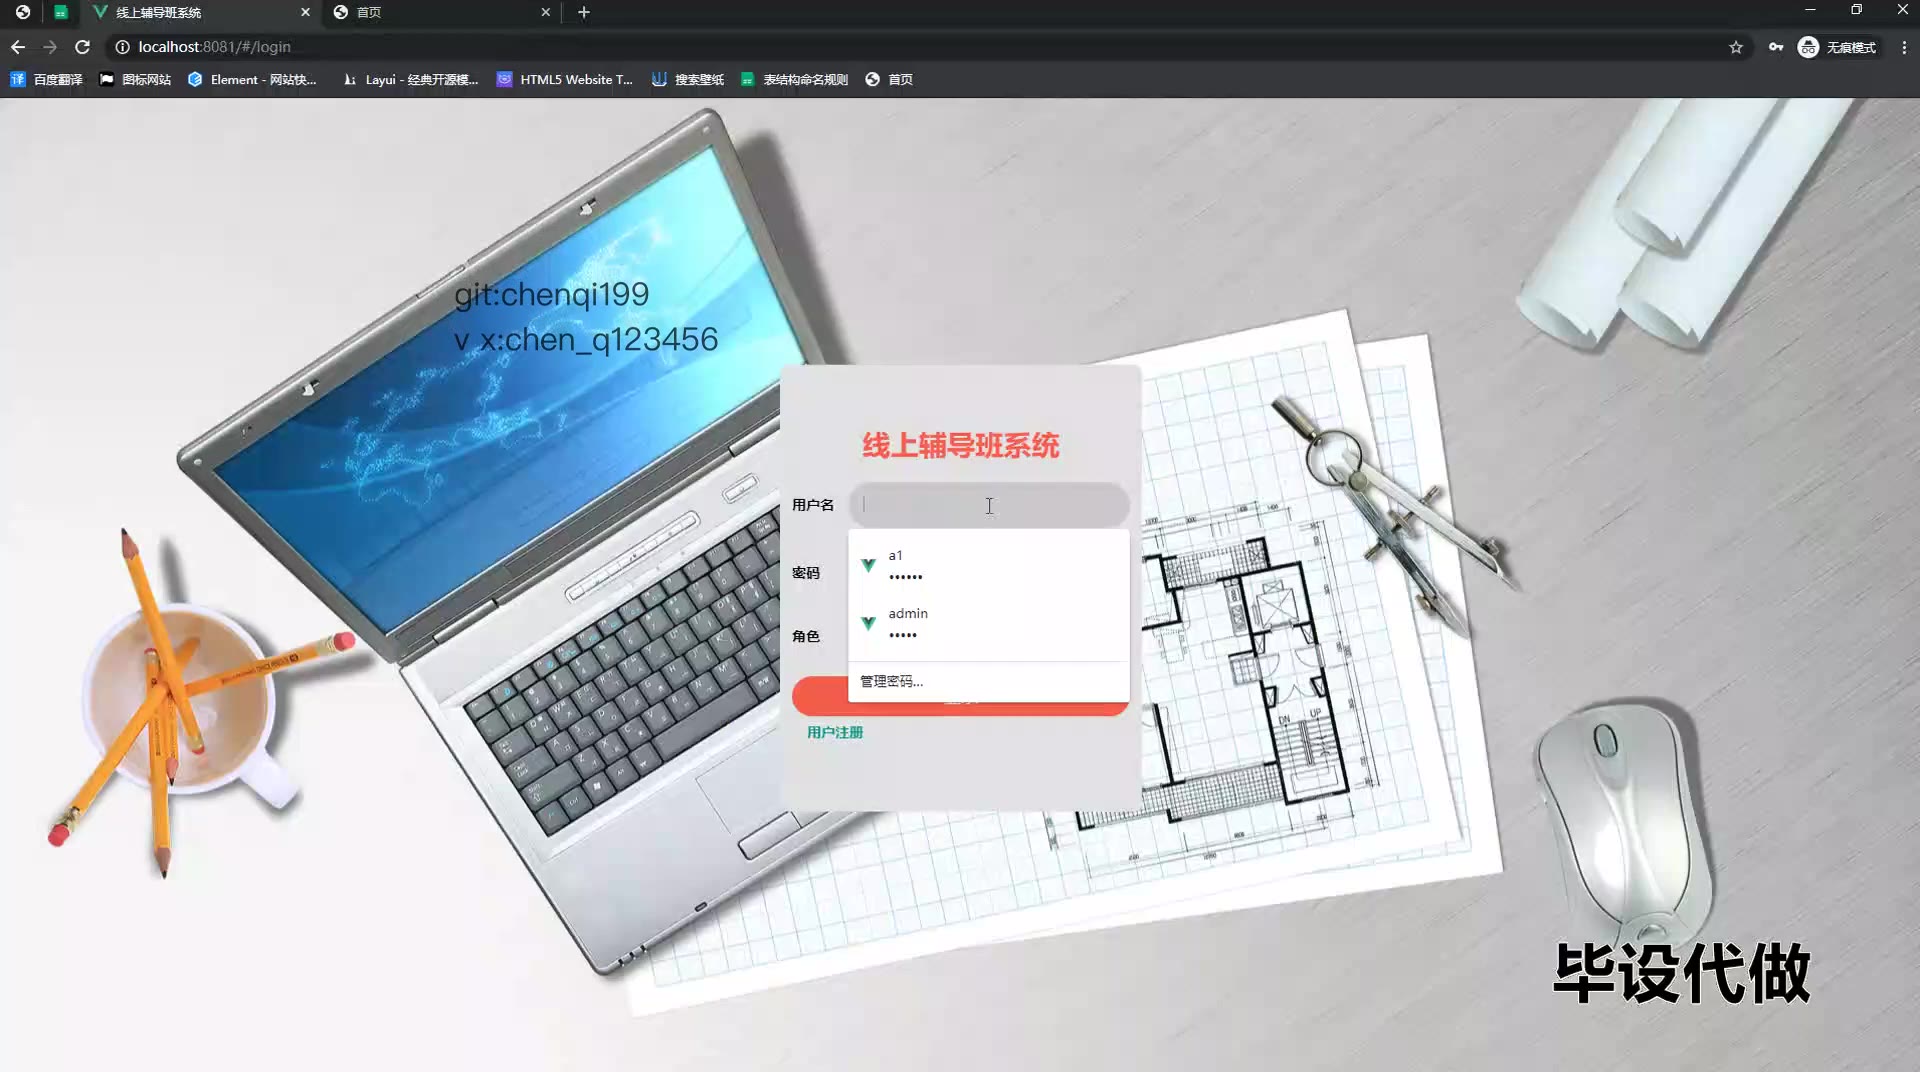 线上辅导班系统
首页
localhost:8081/#/login
无痕模式
百度翻译
图标网站
Element - 网站快...
Layui - 经典开源模...
HTML5 Website T...
搜索壁纸
表结构命名规则
首页
git:chenqi199
v x:chen_q123456
线上辅导班系统
用户名
a1
••••••
密码
admin
•••••
角色
管理密码...
用户注册
DN
UP
毕设代做